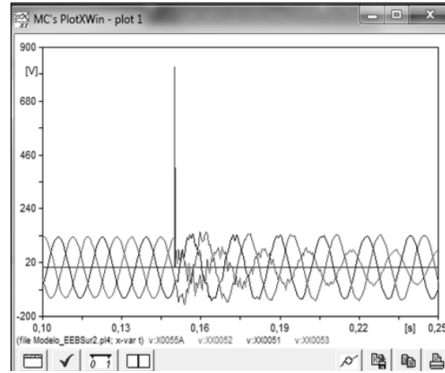 MC's PlotXWin - plot 1
900
[V]
680
460
240
20
-200
0,10 0,13 0,16 0,19 0,22 [s] 0,25
(file Modelo_EEBSur2.pl4; x-var t) v:XX0055A v:XX0052 v:XX0051 v:XX0053